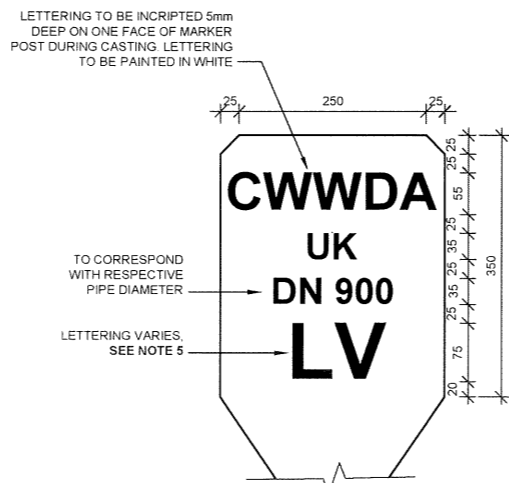 LETTERING TO BE INCRIPTED 5mm
DEEP ON ONE FACE OF MARKER
POST DURING CASTING. LETTERING
TO BE PAINTED IN WHITE
25
250
25
CWWDA
UK
DN 900
LV
TO CORRESPOND
WITH RESPECTIVE
PIPE DIAMETER
LETTERING VARIES,
SEE NOTE 5
25
25
55
25
35
25
35
25
75
20
350